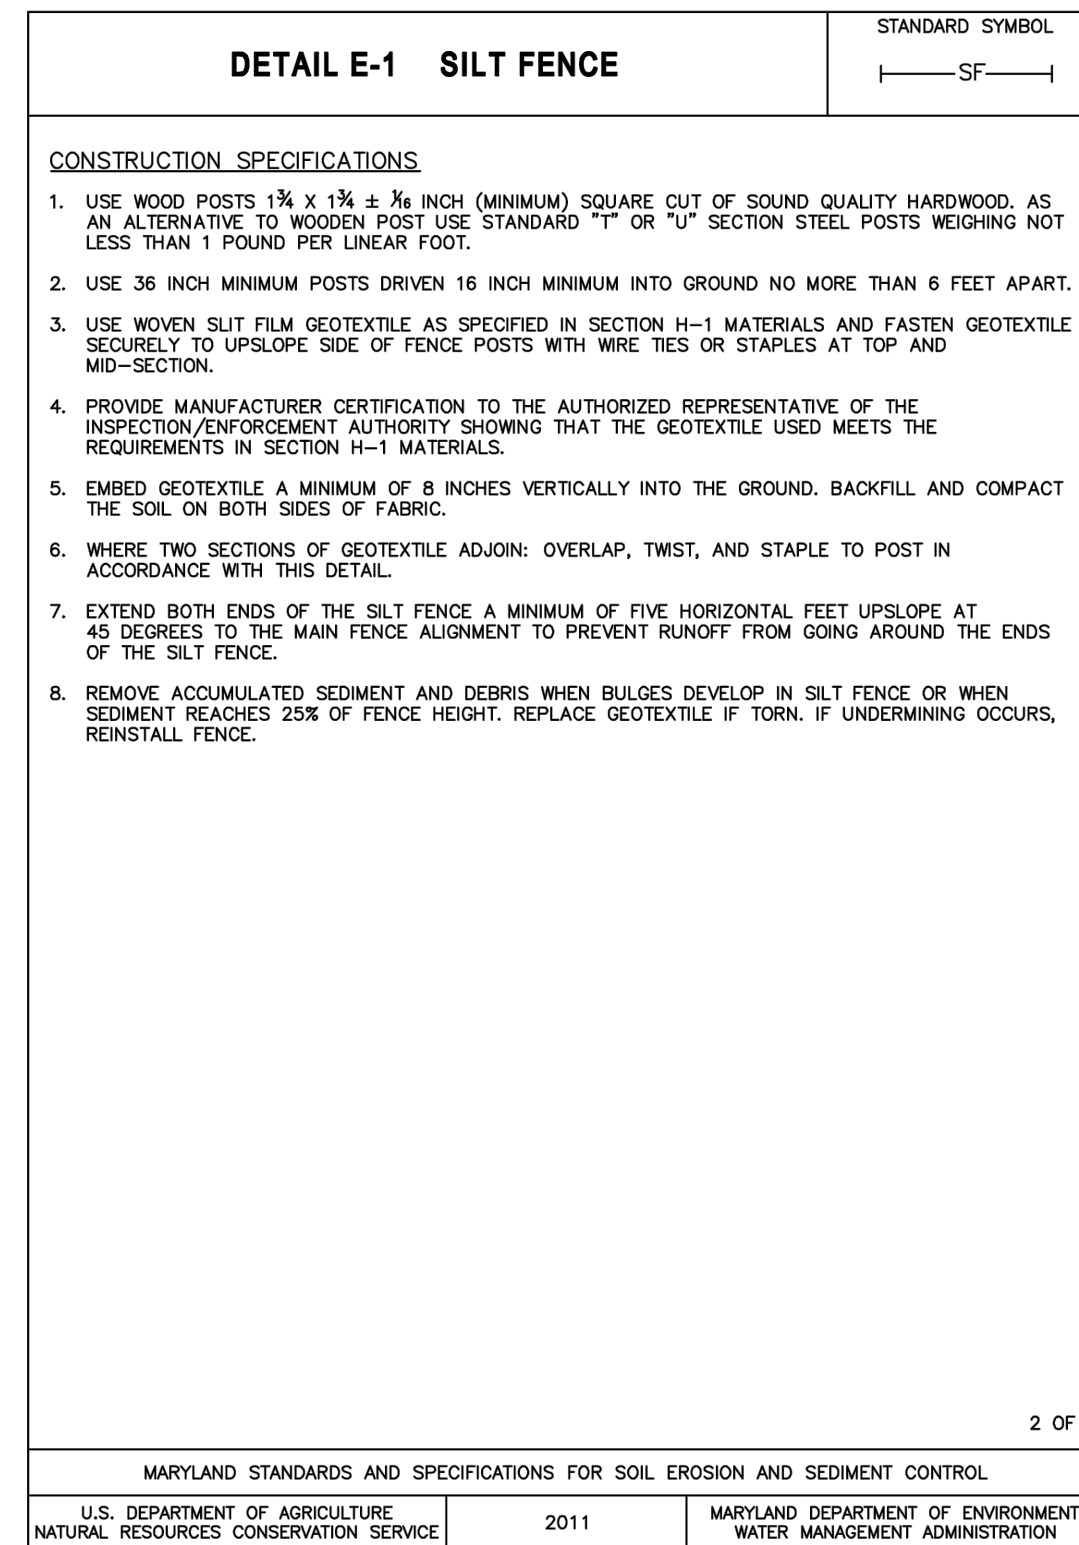 DETAIL E-1 SILT FENCE
STANDARD SYMBOL
SF
CONSTRUCTION SPECIFICATIONS
1. USE WOOD POSTS 1¾ X 1¾ ± 1⁄16 INCH (MINIMUM) SQUARE CUT OF SOUND QUALITY HARDWOOD. AS
AN ALTERNATIVE TO WOODEN POST USE STANDARD "T" OR "U" SECTION STEEL POSTS WEIGHING NOT
LESS THAN 1 POUND PER LINEAR FOOT.
2. USE 36 INCH MINIMUM POSTS DRIVEN 16 INCH MINIMUM INTO GROUND NO MORE THAN 6 FEET APART.
3. USE WOVEN SLIT FILM GEOTEXTILE AS SPECIFIED IN SECTION H-1 MATERIALS AND FASTEN GEOTEXTILE
SECURELY TO UPSLOPE SIDE OF FENCE POSTS WITH WIRE TIES OR STAPLES AT TOP AND
MID-SECTION.
4. PROVIDE MANUFACTURER CERTIFICATION TO THE AUTHORIZED REPRESENTATIVE OF THE
INSPECTION/ENFORCEMENT AUTHORITY SHOWING THAT THE GEOTEXTILE USED MEETS THE
REQUIREMENTS IN SECTION H-1 MATERIALS.
5. EMBED GEOTEXTILE A MINIMUM OF 8 INCHES VERTICALLY INTO THE GROUND. BACKFILL AND COMPACT
THE SOIL ON BOTH SIDES OF FABRIC.
6. WHERE TWO SECTIONS OF GEOTEXTILE ADJOIN: OVERLAP, TWIST, AND STAPLE TO POST IN
ACCORDANCE WITH THIS DETAIL.
7. EXTEND BOTH ENDS OF THE SILT FENCE A MINIMUM OF FIVE HORIZONTAL FEET UPSLOPE AT
45 DEGREES TO THE MAIN FENCE ALIGNMENT TO PREVENT RUNOFF FROM GOING AROUND THE ENDS
OF THE SILT FENCE.
8. REMOVE ACCUMULATED SEDIMENT AND DEBRIS WHEN BULGES DEVELOP IN SILT FENCE OR WHEN
SEDIMENT REACHES 25% OF FENCE HEIGHT. REPLACE GEOTEXTILE IF TORN. IF UNDERMINING OCCURS,
REINSTALL FENCE.
2 OF
MARYLAND STANDARDS AND SPECIFICATIONS FOR SOIL EROSION AND SEDIMENT CONTROL
U.S. DEPARTMENT OF AGRICULTURE
NATURAL RESOURCES CONSERVATION SERVICE
2011
MARYLAND DEPARTMENT OF ENVIRONMENT
WATER MANAGEMENT ADMINISTRATION